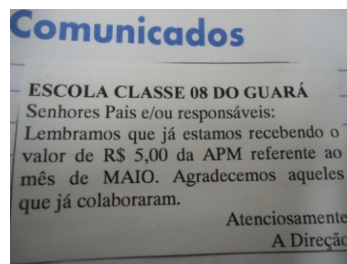 Comunicados
ESCOLA CLASSE 08 DO GUARÁ
Senhores Pais e/ou responsáveis:
Lembramos que já estamos recebendo o
valor de R$ 5,00 da APM referente ao
mês de MAIO. Agradecemos aqueles
que já colaboraram.
Atenciosamente
A Direção